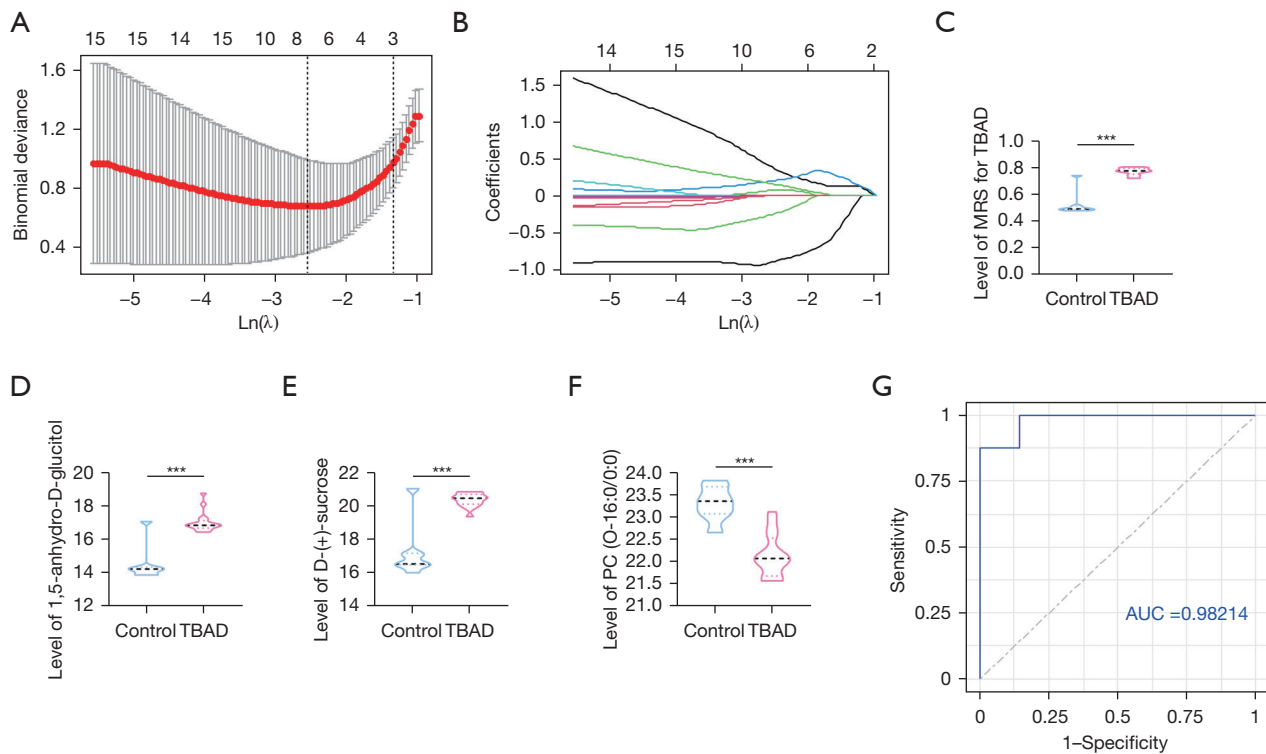 A
15 15 14 15 10 8 6 4 3
1.6
1.2
0.8
0.4
Binomial deviance
−5 −4 −3 −2 −1
Ln(λ)
B
14 15 10 6 2
1.5
1.0
0.5
0
−0.5
−1.0
Coefficients
−5 −4 −3 −2 −1
Ln(λ)
C
Level of MRS for TBAD
1.0
0.8
0.6
0.4
0.2
0.0
***
Control TBAD
D
Level of 1,5-anhydro-D-glucitol
20
18
16
14
12
***
Control TBAD
E
Level of D-(+)-sucrose
22
20
18
16
14
***
Control TBAD
F
Level of PC (O-16:0/0:0)
24.0
23.5
23.0
22.5
22.0
21.5
21.0
***
Control TBAD
G
Sensitivity
1
0.75
0.5
0.25
0
AUC =0.98214
0 0.25 0.5 0.75 1
1–Specificity